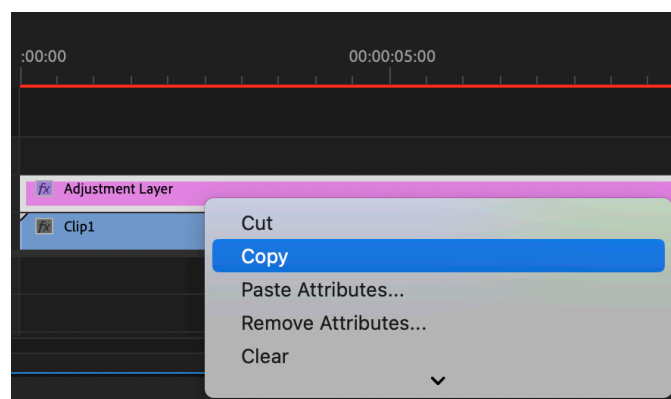 :00:00 00:00:05:00
fx Adjustment Layer
fx Clip1
Cut
Copy
Paste Attributes...
Remove Attributes...
Clear